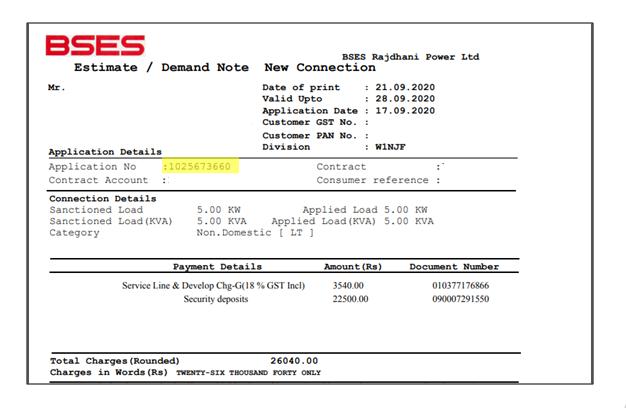 BSES
BSES Rajdhani Power Ltd
Estimate / Demand Note New Connection
Mr. Date of print : 21.09.2020
Valid Upto : 28.09.2020
Application Date : 17.09.2020
Customer GST No. :
Customer PAN No. :
Division : W1NJF
Application Details
Application No :1025673660 Contract :
Contract Account : Consumer reference :
Connection Details
Sanctioned Load 5.00 KW Applied Load 5.00 KW
Sanctioned Load(KVA) 5.00 KVA Applied Load(KVA) 5.00 KVA
Category Non.Domestic [ LT ]
Payment Details Amount(Rs) Document Number
Service Line & Develop Chg-G(18 % GST Incl) 3540.00 010377176866
Security deposits 22500.00 090007291550
Total Charges(Rounded) 26040.00
Charges in Words(Rs) TWENTY-SIX THOUSAND FORTY ONLY